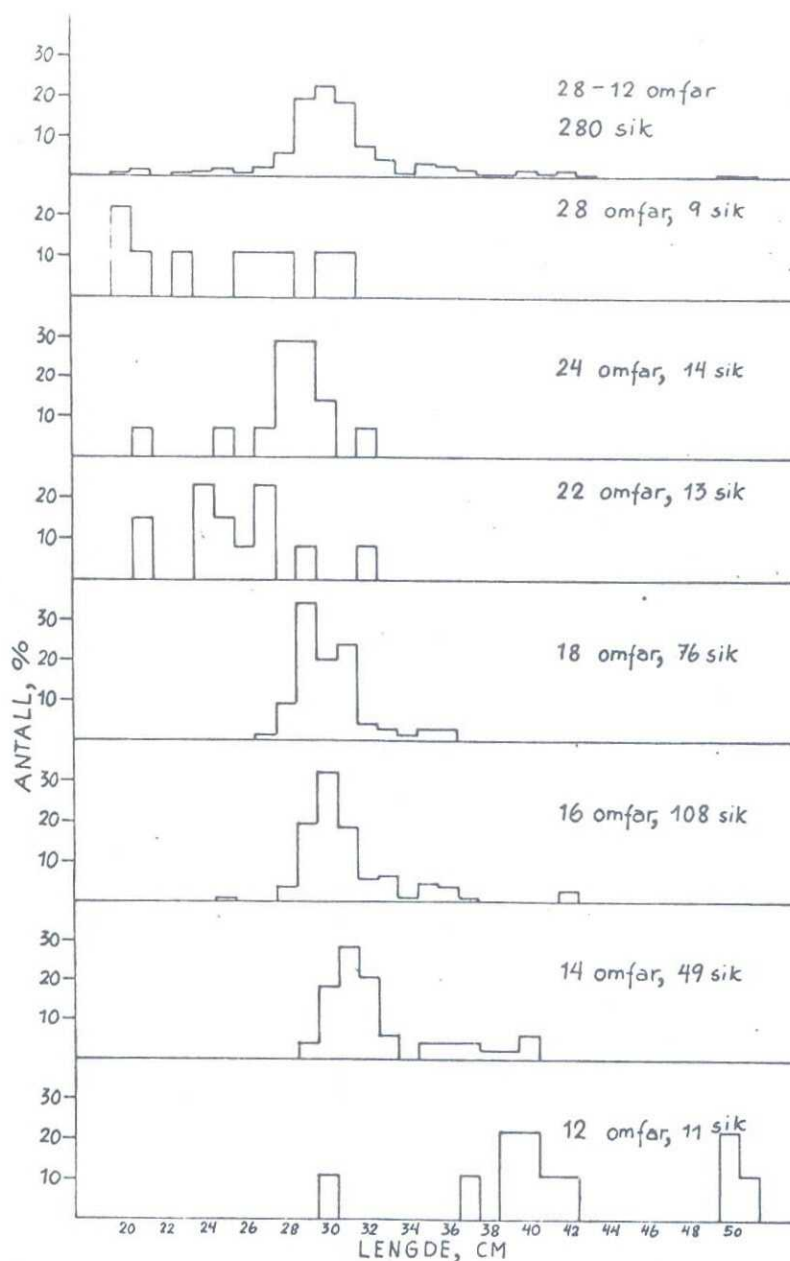 30
20
10
28-12 omfar
280 sik
20
10
28 omfar, 9 sik
30
20
10
24 omfar, 14 sik
20
10
22 omfar, 13 sik
30
20
10
18 omfar, 76 sik
30
20
10
16 omfar, 108 sik
30
20
10
14 omfar, 49 sik
30
20
10
12 omfar, 11 sik
ANTALL, %
20 22 24 26 28 30 32 34 36 38 40 42 44 46 48 50
LENGDE, CM